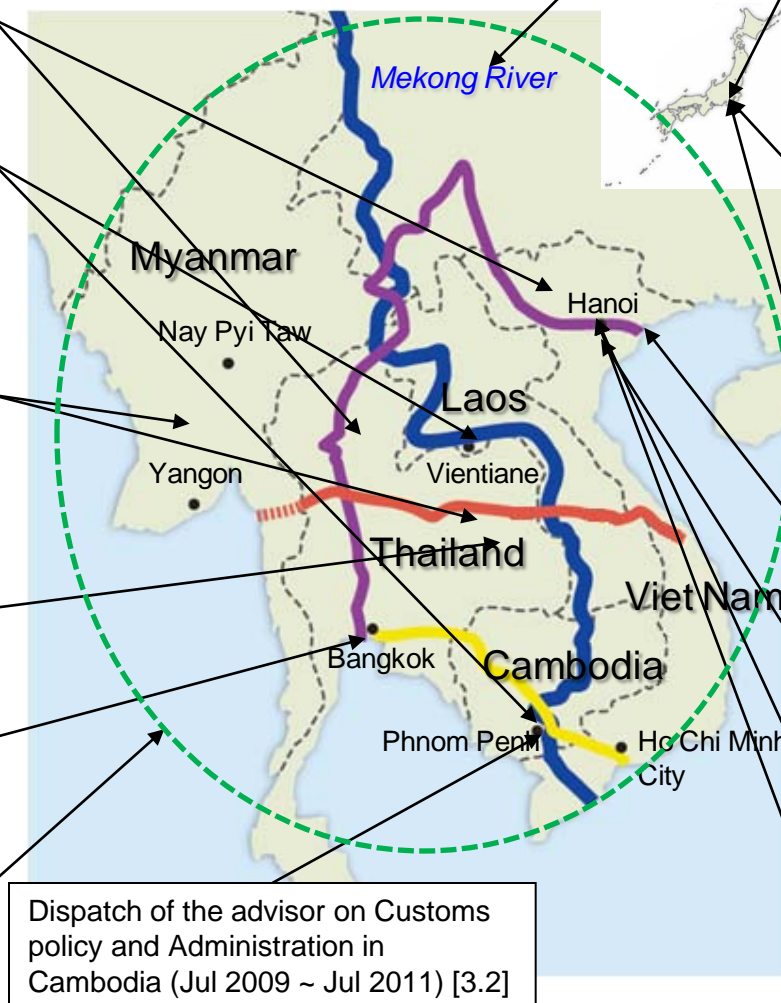 Mekong River
Myanmar
Hanoi
Nay Pyi Taw
Laos
Yangon
Vientiane
Thailand
Viet Nam
Bangkok
Cambodia
Phnom Penh
Ho Chi Minh
City
Dispatch of the advisor on Customs
policy and Administration in
Cambodia (Jul 2009 ~ Jul 2011) [3.2]